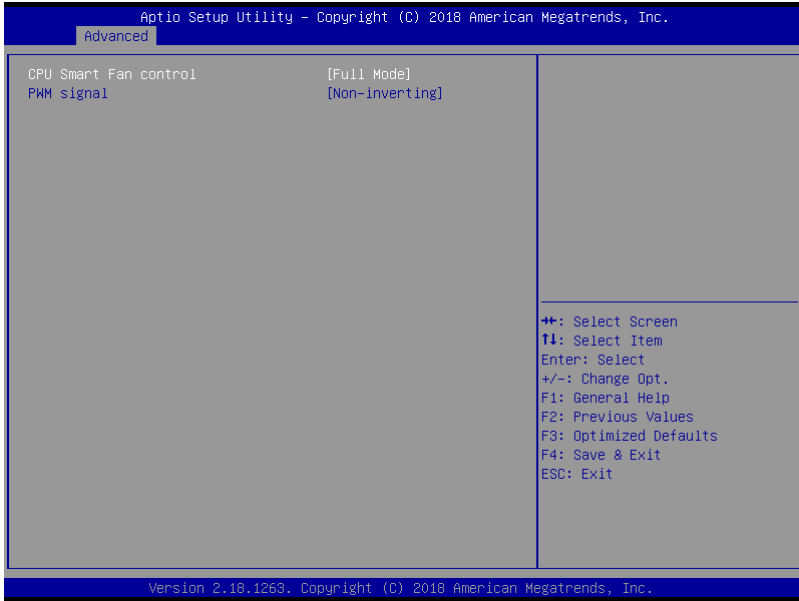 Aptio Setup Utility – Copyright (C) 2018 American Megatrends, Inc.
Advanced
CPU Smart Fan control [Full Mode]
PWM signal [Non-inverting]
→←: Select Screen
↑↓: Select Item
Enter: Select
+/-: Change Opt.
F1: General Help
F2: Previous Values
F3: Optimized Defaults
F4: Save & Exit
ESC: Exit
Version 2.18.1263. Copyright (C) 2018 American Megatrends, Inc.